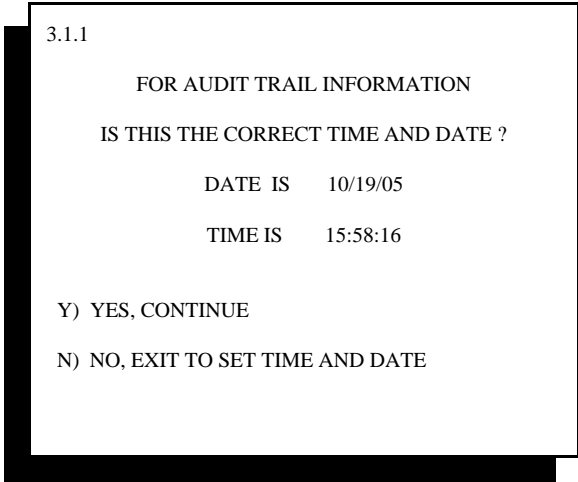 3.1.1
FOR AUDIT TRAIL INFORMATION
IS THIS THE CORRECT TIME AND DATE ?
DATE IS 10/19/05
TIME IS 15:58:16
Y) YES, CONTINUE
N) NO, EXIT TO SET TIME AND DATE